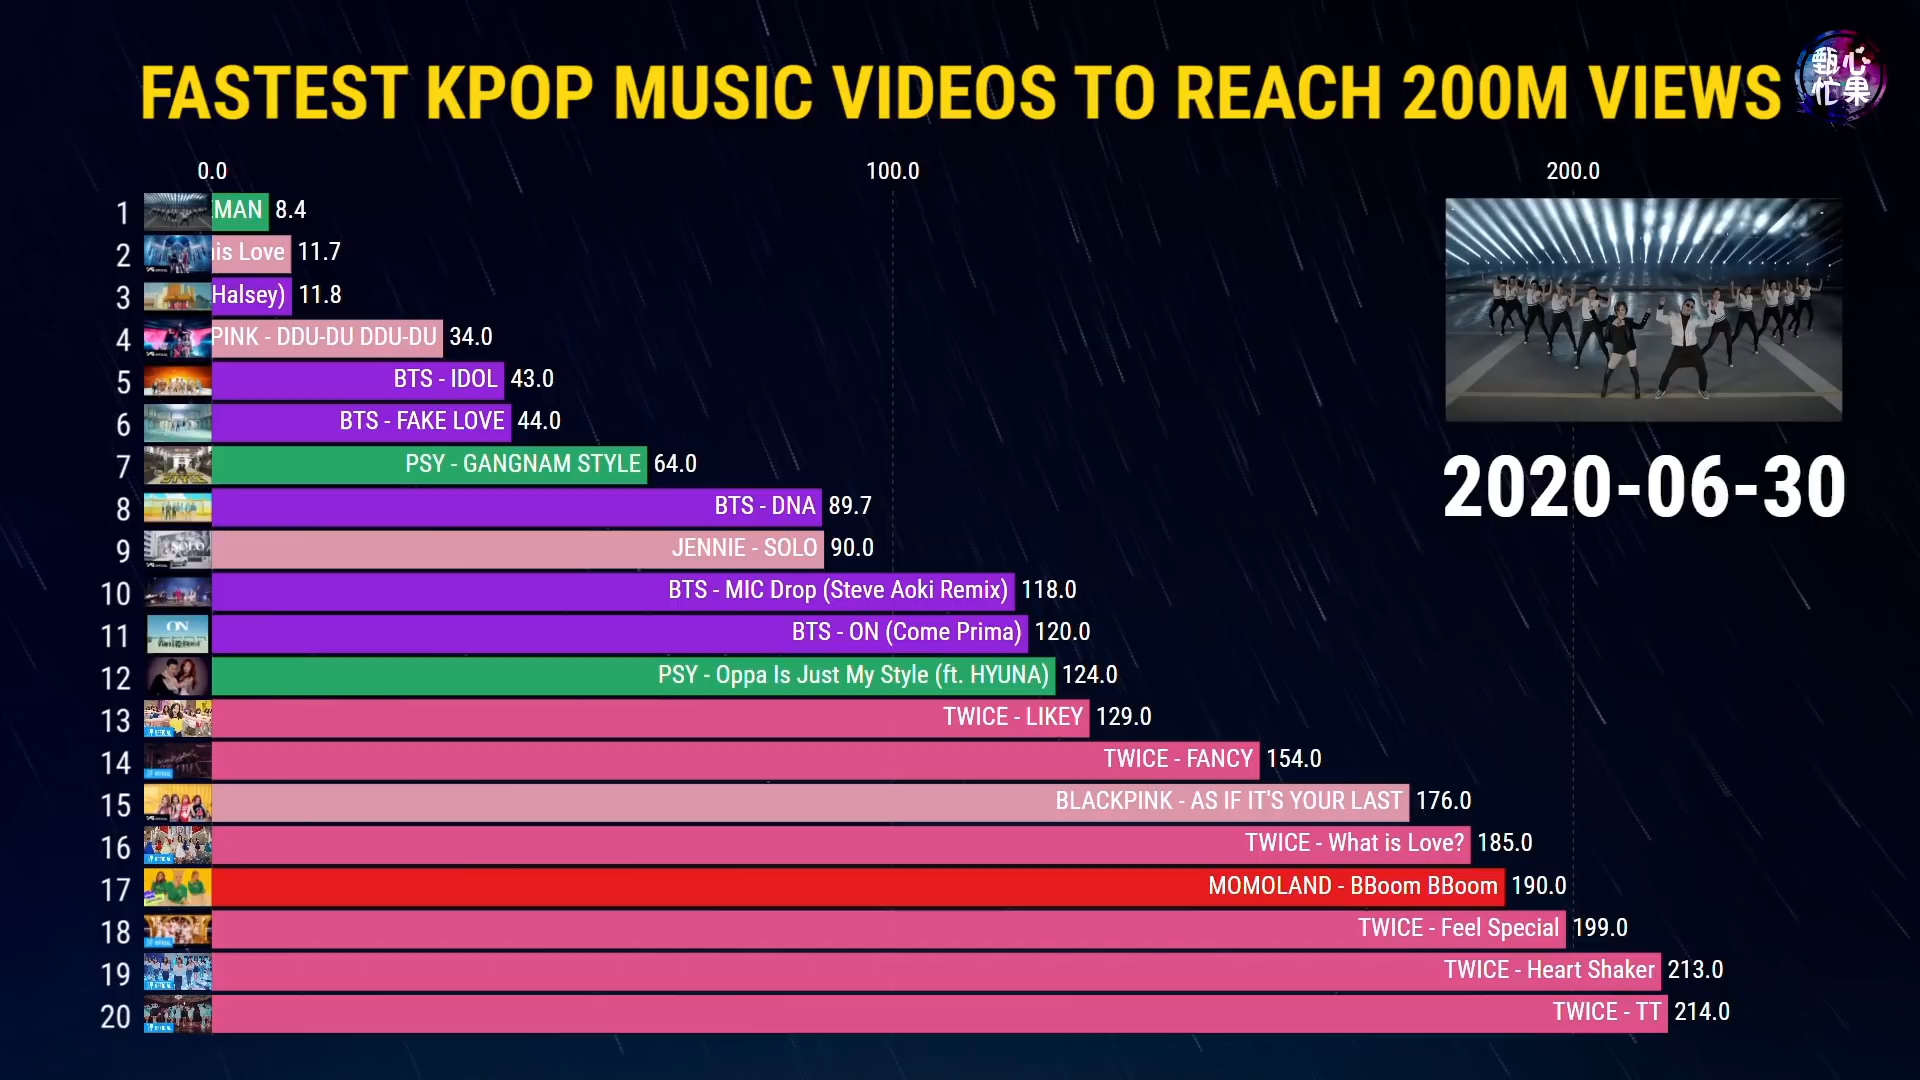 FASTEST KPOP MUSIC VIDEOS TO REACH 200M VIEWS
甄心
忙果
0.0 100.0 200.0
1 MAN 8.4
2 is Love 11.7
3 Halsey) 11.8
4 PINK - DDU-DU DDU-DU 34.0
5 BTS - IDOL 43.0
6 BTS - FAKE LOVE 44.0
7 PSY - GANGNAM STYLE 64.0
2020-06-30
8 BTS - DNA 89.7
9 SOLO JENNIE - SOLO 90.0
10 BTS - MIC Drop (Steve Aoki Remix) 118.0
11 ON BTS - ON (Come Prima) 120.0
12 PSY - Oppa Is Just My Style (ft. HYUNA) 124.0
13 TWICE - LIKEY 129.0
14 TWICE - FANCY 154.0
15 BLACKPINK - AS IF IT'S YOUR LAST 176.0
16 TWICE - What is Love? 185.0
17 MOMOLAND - BBoom BBoom 190.0
18 TWICE - Feel Special 199.0
19 TWICE - Heart Shaker 213.0
20 TWICE - TT 214.0